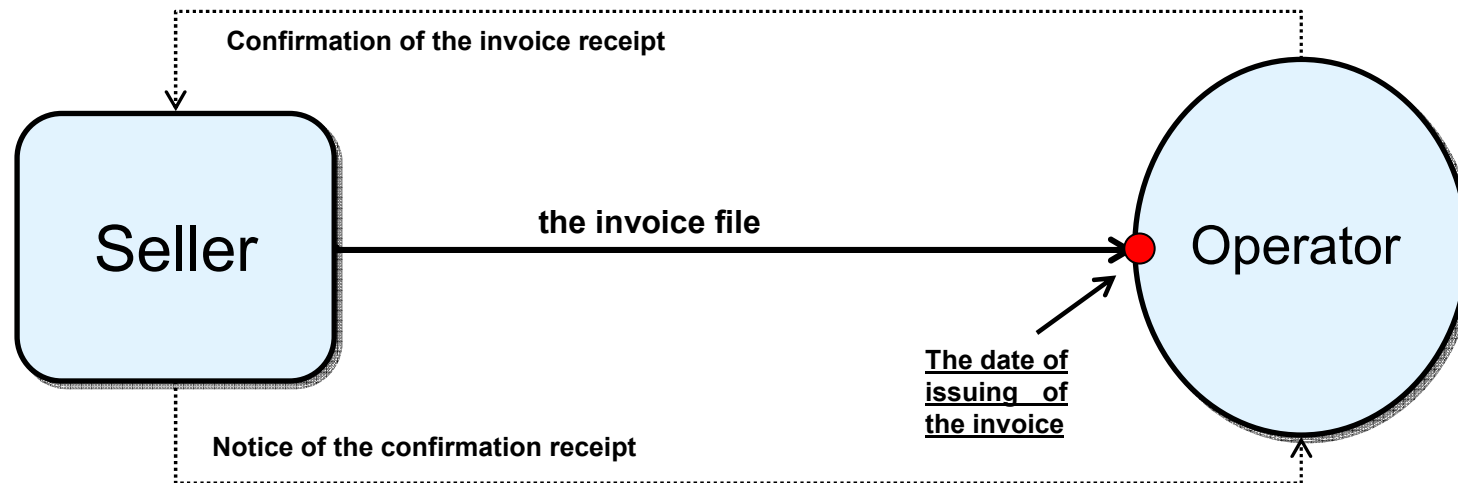 Confirmation of the invoice receipt
Seller
the invoice file
Operator
The date of
issuing of
the invoice
Notice of the confirmation receipt